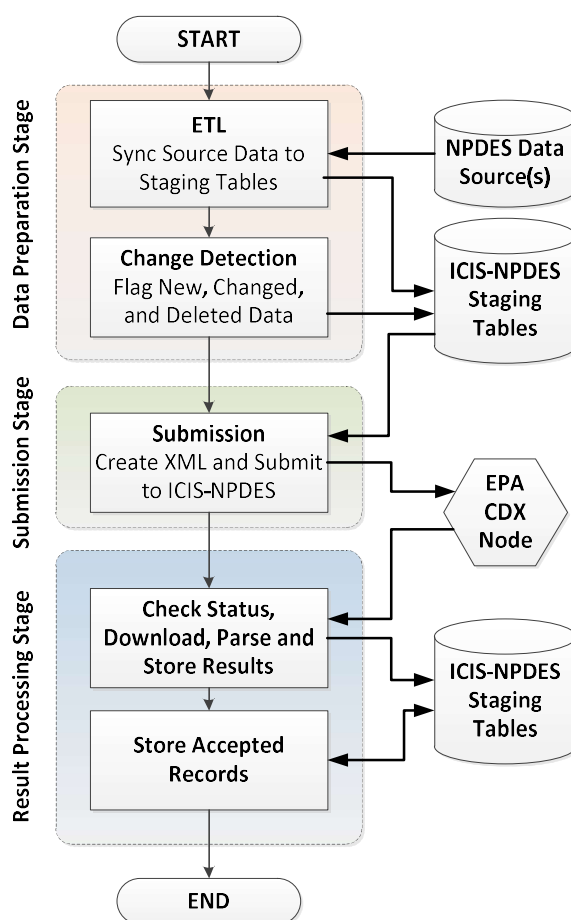 START
Data Preparation Stage
ETL
Sync Source Data to
Staging Tables
NPDES Data
Source(s)
Change Detection
Flag New, Changed,
and Deleted Data
ICIS-NPDES
Staging
Tables
Submission Stage
Submission
Create XML and Submit
to ICIS-NPDES
EPA
CDX
Node
Result Processing Stage
Check Status,
Download, Parse and
Store Results
ICIS-NPDES
Staging
Tables
Store Accepted
Records
END